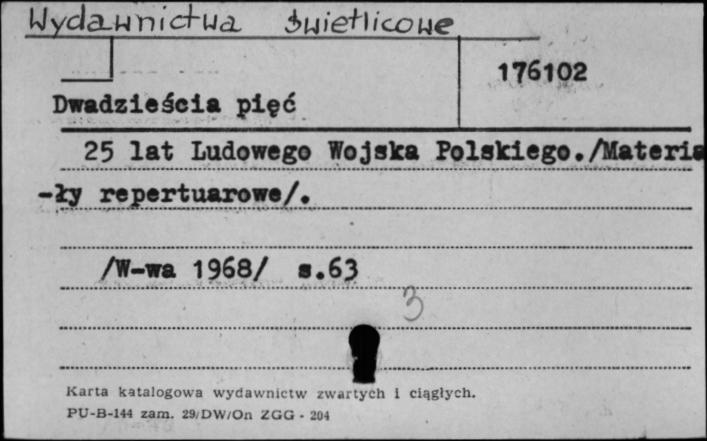 Wydawnictwa świetlicowe
176102
Dwadzieścia pięć
25 lat Ludowego Wojska Polskiego./Materia
-ły repertuarowe/.
/W-wa 1968/ s.63
3
Karta katalogowa wydawnictw zwartych i ciągłych.
PU-B-144 zam. 29/DW/On ZGG - 204